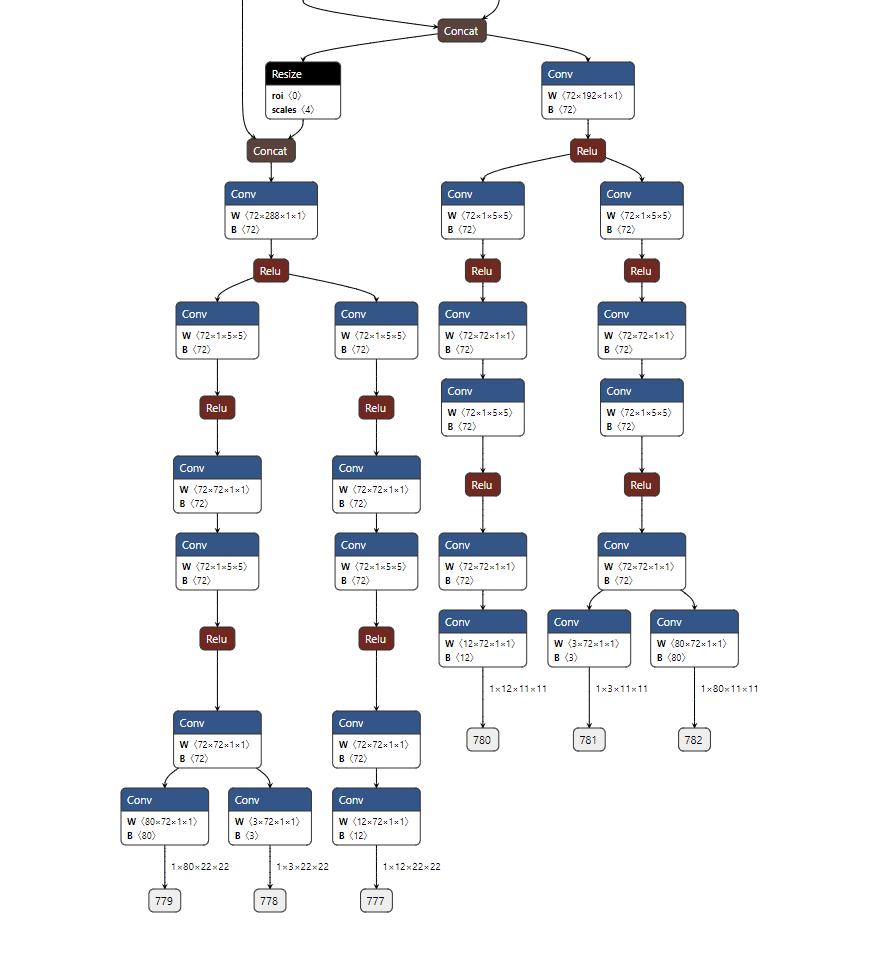 Concat
Resize
roi 〈0〉
scales 〈4〉
Conv
W 〈72×192×1×1〉
B 〈72〉
Concat
Relu
Conv
W 〈72×288×1×1〉
B 〈72〉
Conv
W 〈72×1×5×5〉
B 〈72〉
Conv
W 〈72×1×5×5〉
B 〈72〉
Relu
Relu
Relu
Conv
W 〈72×1×5×5〉
B 〈72〉
Conv
W 〈72×1×5×5〉
B 〈72〉
Conv
W 〈72×72×1×1〉
B 〈72〉
Conv
W 〈72×72×1×1〉
B 〈72〉
Relu
Relu
Conv
W 〈72×1×5×5〉
B 〈72〉
Conv
W 〈72×1×5×5〉
B 〈72〉
Conv
W 〈72×72×1×1〉
B 〈72〉
Conv
W 〈72×72×1×1〉
B 〈72〉
Relu
Relu
Conv
W 〈72×1×5×5〉
B 〈72〉
Conv
W 〈72×1×5×5〉
B 〈72〉
Conv
W 〈72×72×1×1〉
B 〈72〉
Conv
W 〈72×72×1×1〉
B 〈72〉
Relu
Relu
Conv
W 〈12×72×1×1〉
B 〈12〉
Conv
W 〈3×72×1×1〉
B 〈3〉
Conv
W 〈80×72×1×1〉
B 〈80〉
1×12×11×11
1×3×11×11
1×80×11×11
780
781
782
Conv
W 〈72×72×1×1〉
B 〈72〉
Conv
W 〈72×72×1×1〉
B 〈72〉
Conv
W 〈80×72×1×1〉
B 〈80〉
Conv
W 〈3×72×1×1〉
B 〈3〉
Conv
W 〈12×72×1×1〉
B 〈12〉
1×80×22×22
1×3×22×22
1×12×22×22
779
778
777